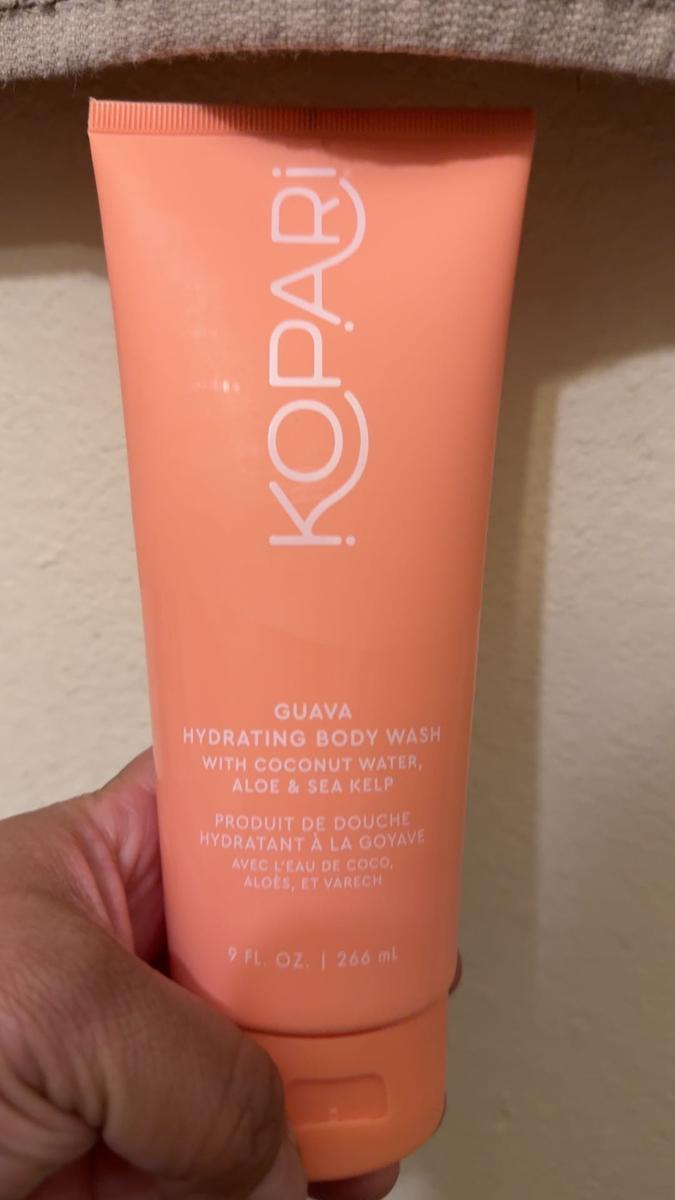 KOPARi
GUAVA
HYDRATING BODY WASH
WITH COCONUT WATER,
ALOE & SEA KELP
PRODUIT DE DOUCHE
HYDRATANT À LA GOYAVE
AVEC L'EAU DE COCO,
ALOÈS, ET VARECH
9 FL. OZ. | 266 mL